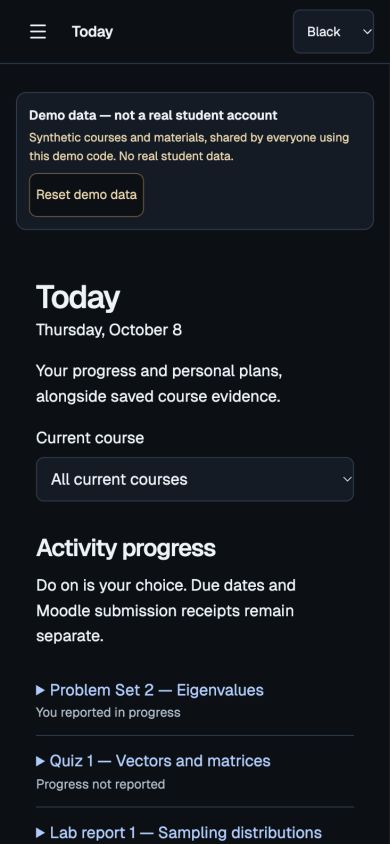 Today
Black
Demo data — not a real student account
Synthetic courses and materials, shared by everyone using
this demo code. No real student data.
Reset demo data
Today
Thursday, October 8
Your progress and personal plans,
alongside saved course evidence.
Current course
All current courses
Activity progress
Do on is your choice. Due dates and
Moodle submission receipts remain
separate.
Problem Set 2 — Eigenvalues
You reported in progress
Quiz 1 — Vectors and matrices
Progress not reported
Lab report 1 — Sampling distributions